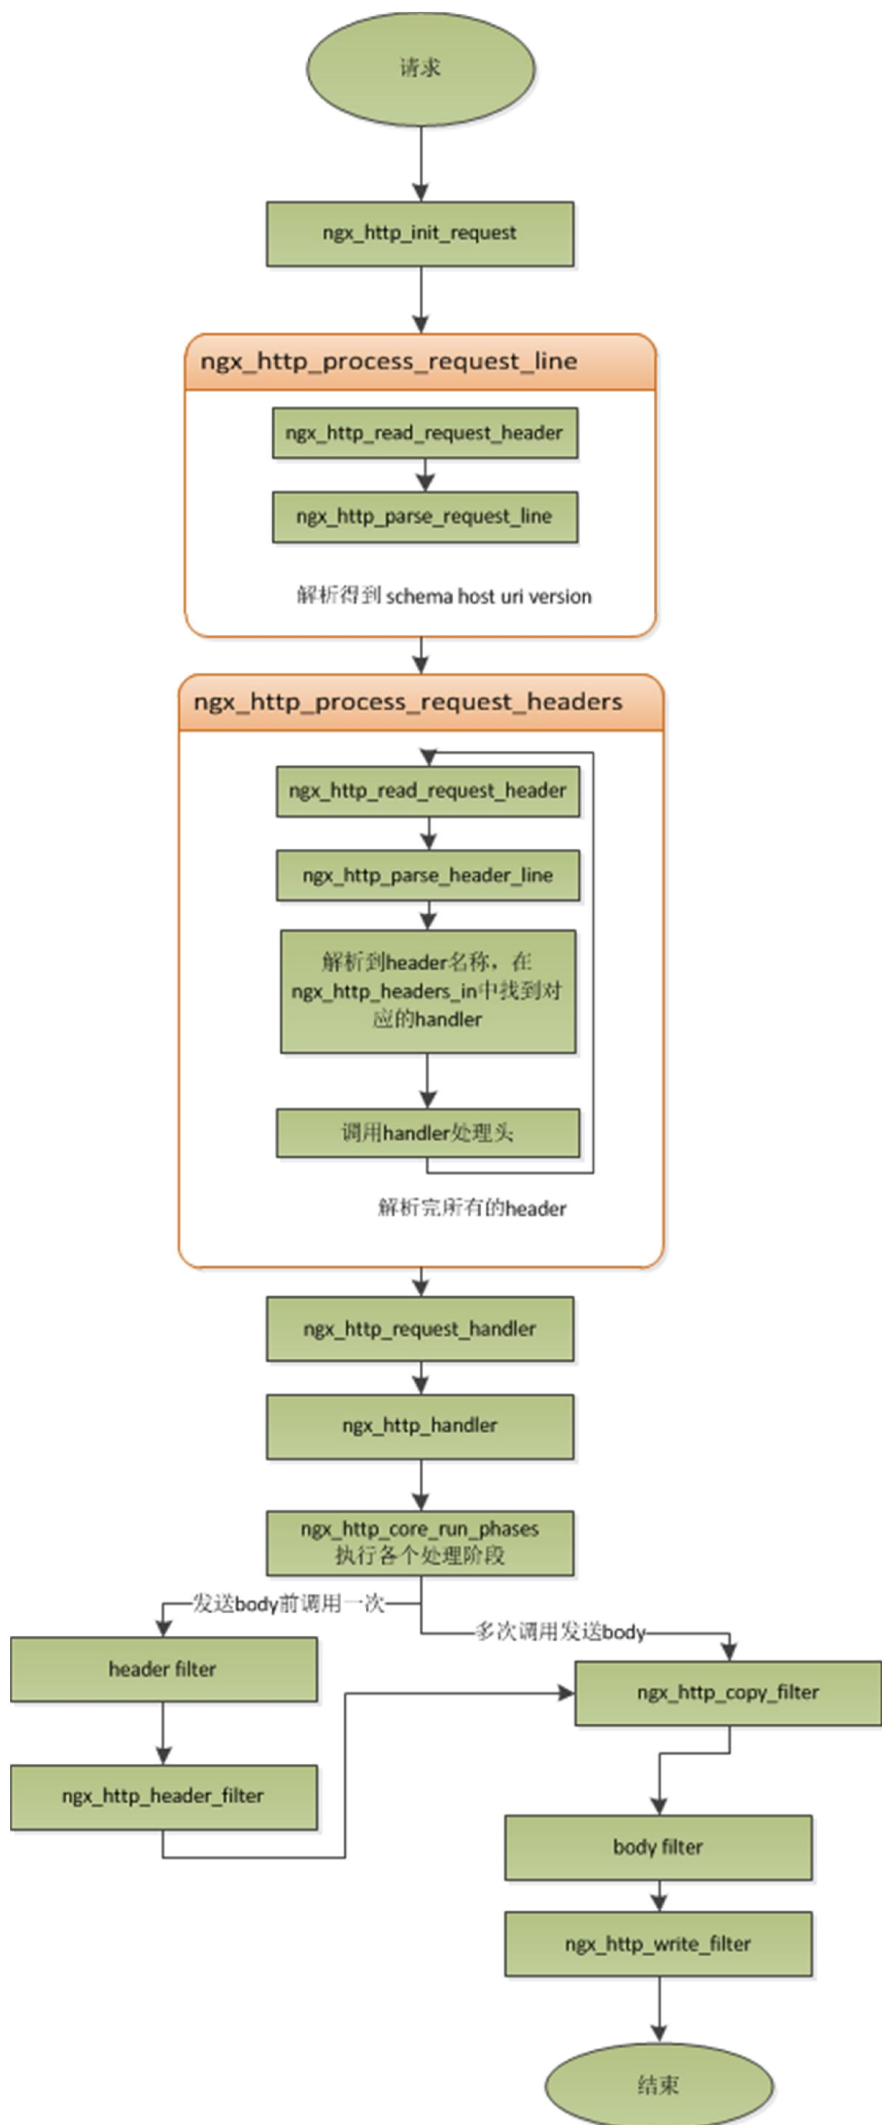 请求
ngx_http_init_request
ngx_http_process_request_line
ngx_http_read_request_header
ngx_http_parse_request_line
解析得到 schema host uri version
ngx_http_process_request_headers
ngx_http_read_request_header
ngx_http_parse_header_line
解析到header名称，在
ngx_http_headers_in中找到对
应的handler
调用handler处理头
解析完所有的header
ngx_http_request_handler
ngx_http_handler
ngx_http_core_run_phases
执行各个处理阶段
发送body前调用一次
多次调用发送body
header filter
ngx_http_copy_filter
ngx_http_header_filter
body filter
ngx_http_write_filter
结束